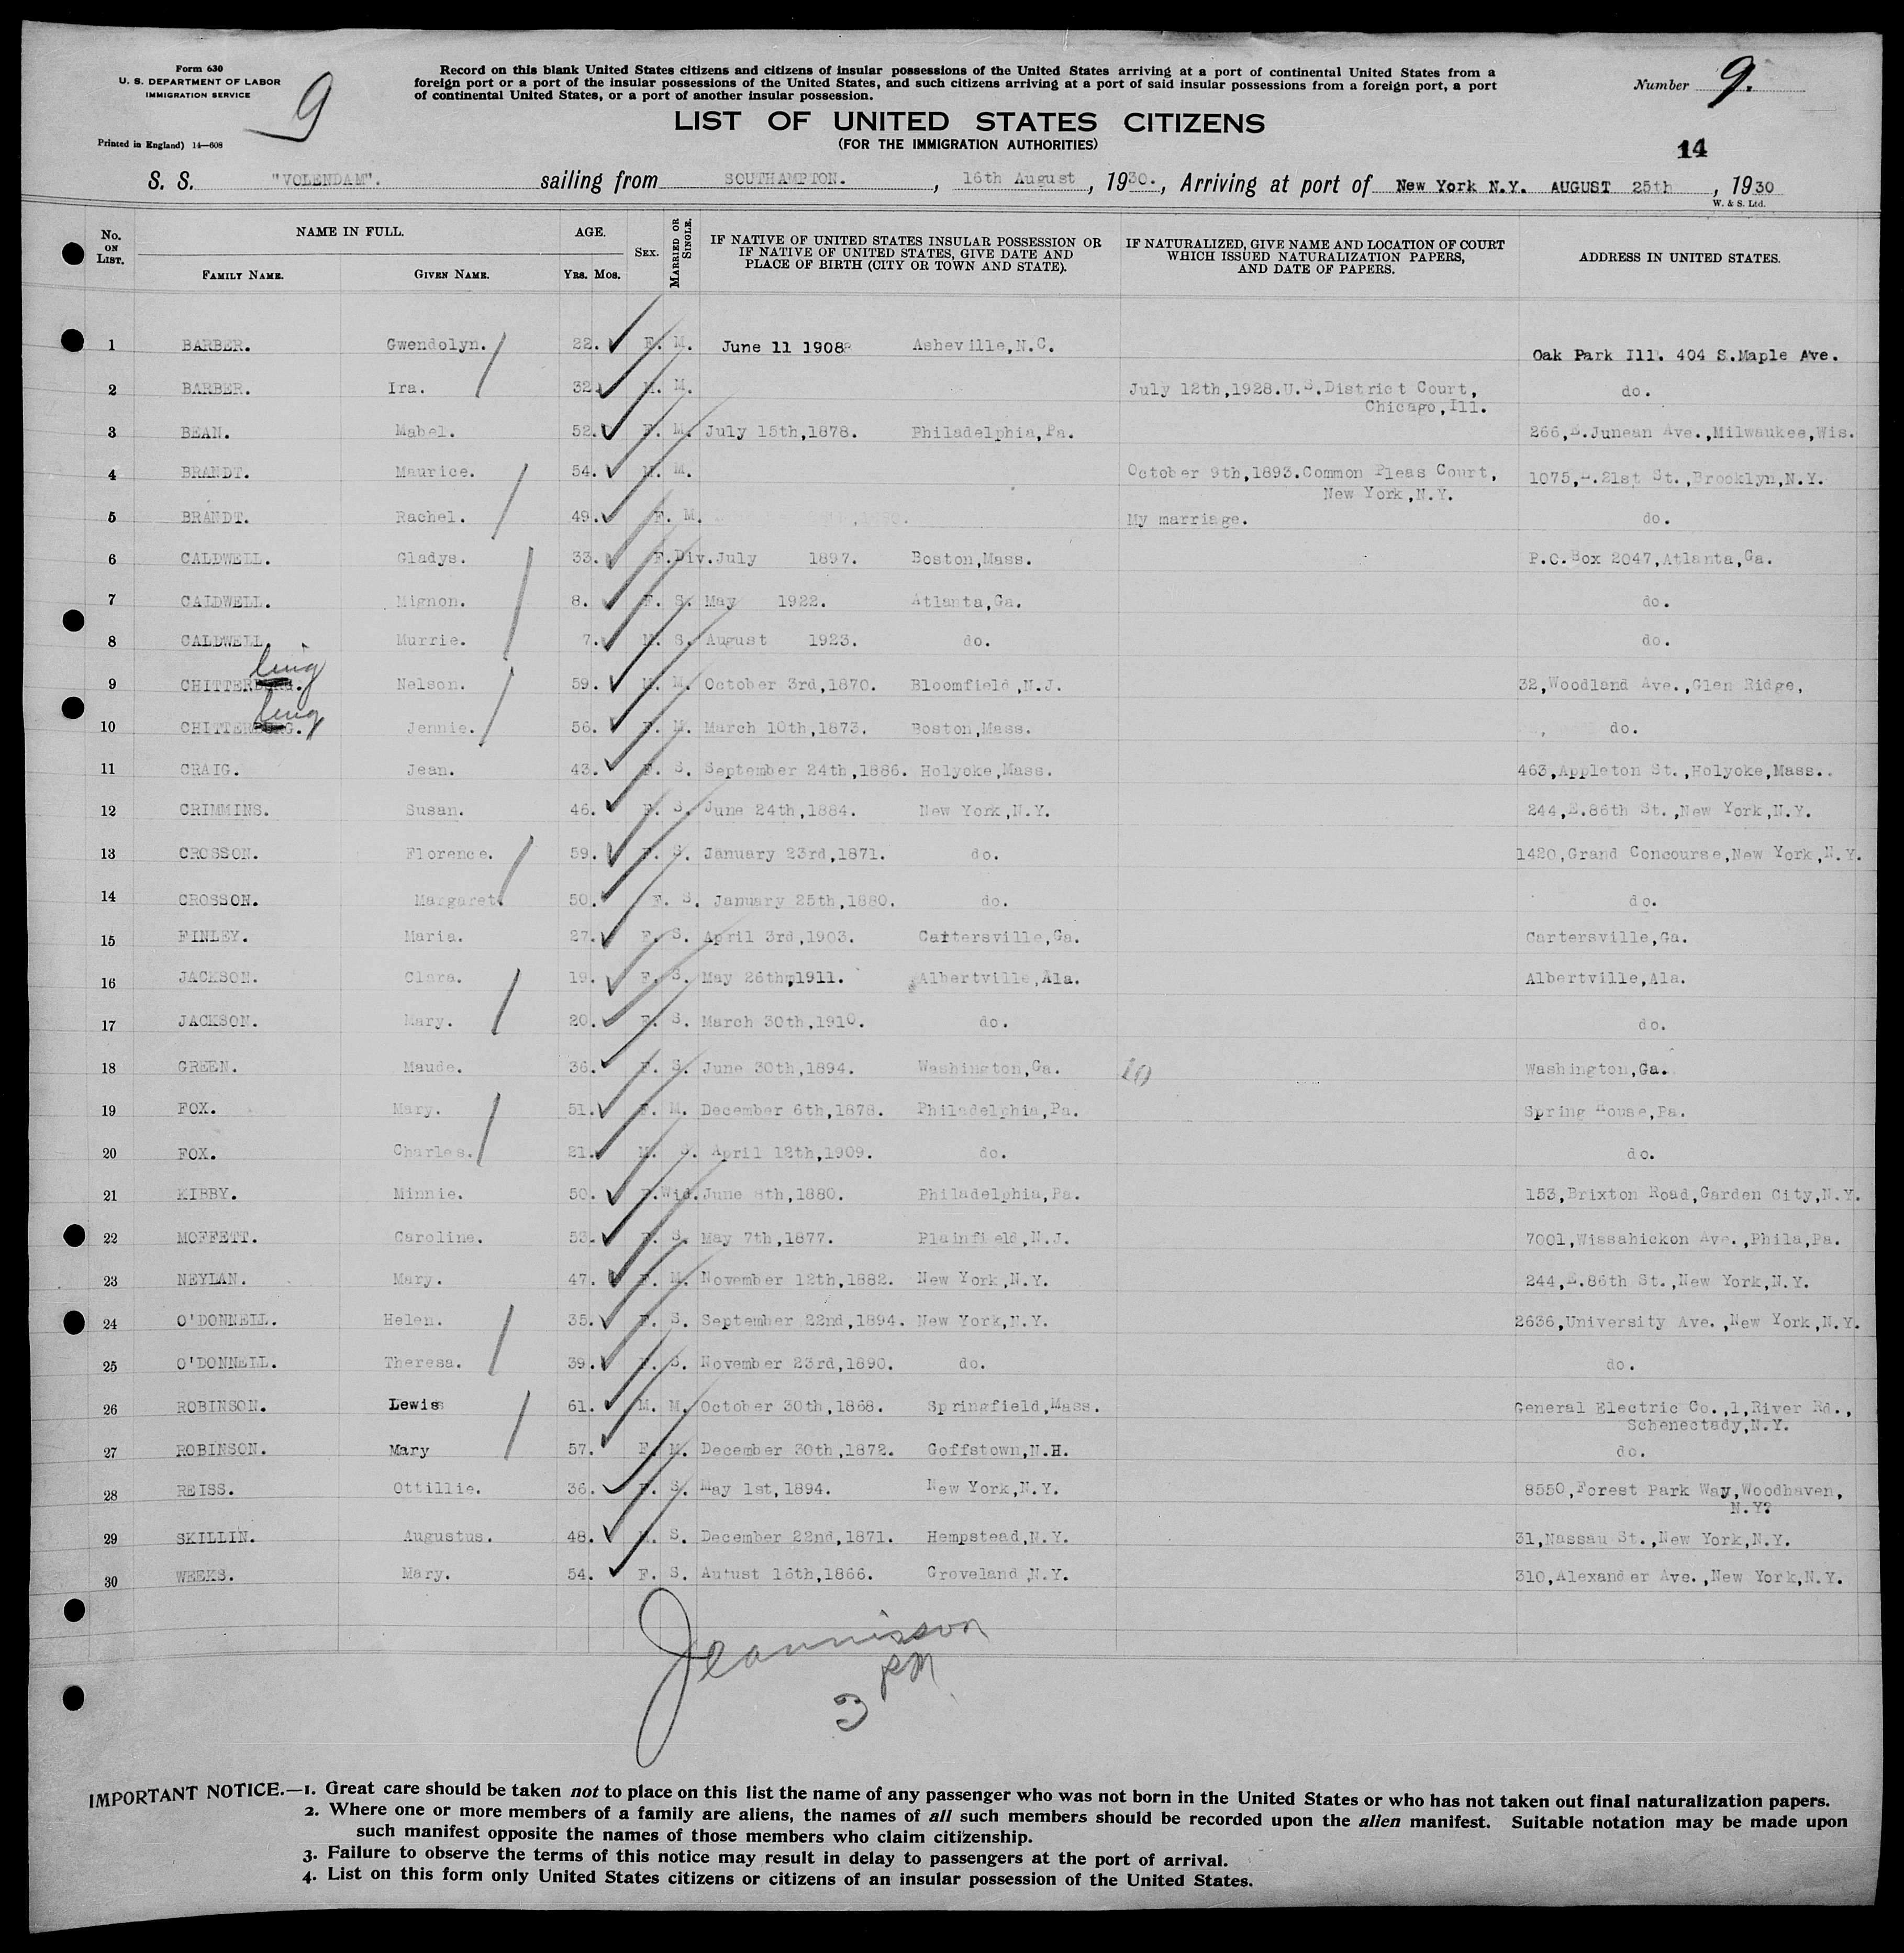 Form 630
U. S. DEPARTMENT OF LABOR
IMMIGRATION SERVICE
Printed in England) 14—608
9
Record on this blank United States citizens and citizens of insular possessions of the United States arriving at a port of continental United States from a
foreign port or a port of the insular possessions of the United States, and such citizens arriving at a port of said insular possessions from a foreign port, a port
of continental United States, or a port of another insular possession.
Number 9.
LIST OF UNITED STATES CITIZENS
(FOR THE IMMIGRATION AUTHORITIES)
14
S. S. "VOLENDAM". sailing from SOUTHAMPTON. , 16th August , 1930. , Arriving at port of New York N.Y. AUGUST 25th , 1930
W. & S. Ltd.
No. ON LIST. NAME IN FULL. FAMILY NAME. GIVEN NAME. AGE. YRS. MOS. SEX. MARRIED OR SINGLE. IF NATIVE OF UNITED STATES INSULAR POSSESSION OR IF NATIVE OF UNITED STATES, GIVE DATE AND PLACE OF BIRTH (CITY OR TOWN AND STATE). IF NATURALIZED, GIVE NAME AND LOCATION OF COURT WHICH ISSUED NATURALIZATION PAPERS, AND DATE OF PAPERS. ADDRESS IN UNITED STATES.
1 BARBER. Gwendolyn. 22. F. M. June 11 1908 Asheville,N.C. Oak Park Ill. 404 S.Maple Ave.
2 BARBER. Ira. 32 M. M. July 12th,1928.U.S.District Court, do.
Chicago,Ill.
3 BEAN. Mabel. 52. F. M. July 15th,1878. Philadelphia,Pa. 266,E.Junean Ave.,Milwaukee,Wis.
4 BRANDT. Maurice. 54. M. M. October 9th,1893.Common Pleas Court, 1075,E.21st St.,Brooklyn,N.Y.
New York,N.Y.
5 BRANDT. Rachel. 49. F. M. My marriage. do.
6 CALDWELL. Gladys. 33. F. Div. July 1897. Boston,Mass. P.O.Box 2047,Atlanta,Ga.
7 CALDWELL. Mignon. 8. F. S. May 1922. Atlanta,Ga. do.
8 CALDWELL Murrie. 7. M. S. August 1923. do. do.
ling
9 CHITTERBURG. Nelson. 59. M. M. October 3rd,1870. Bloomfield,N.J. 32,Woodland Ave.,Glen Ridge,
ling
10 CHITTERBURG. Jennie. 56. F. M. March 10th,1873. Boston,Mass. do.
11 CRAIG. Jean. 43. F. S. September 24th,1886. Holyoke,Mass. 463,Appleton St.,Holyoke,Mass..
12 CRIMMINS. Susan. 46. F. S. June 24th,1884. New York,N.Y. 244,E.86th St.,New York,N.Y.
13 CROSSON. Florence. 59. F. S. January 23rd,1871. do. 1420,Grand Concourse,New York,N.Y.
14 CROSSON. Margaret. 50. F. S. January 25th,1880. do. do.
15 FINLEY. Maria. 27. F. S. April 3rd,1903. Cartersville,Ga. Cartersville,Ga.
16 JACKSON. Clara. 19. F. S. May 26th,1911. Albertville,Ala. Albertville,Ala.
17 JACKSON. Mary. 20. F. S. March 30th,1910. do. do.
18 GREEN. Maude. 36. F. S. June 30th,1894. Washington,Ga. Washington,Ga.
19 FOX. Mary. 51. F. M. December 6th,1878. Philadelphia,Pa. Spring House,Pa.
20 FOX. Charles. 21. M. S. April 12th,1909. do. do.
21 KIBBY. Minnie. 50. F. Wid. June 8th,1880. Philadelphia,Pa. 153,Brixton Road,Garden City,N.Y.
22 MOFFETT. Caroline. 53. F. S. May 7th,1877. Plainfield,N.J. 7001,Wissahickon Ave.,Phila,Pa.
23 NEYLAN. Mary. 47. F. M. November 12th,1882. New York,N.Y. 244,E.86th St.,New York,N.Y.
24 O'DONNELL. Helen. 35. F. S. September 22nd,1894. New York,N.Y. 2636,University Ave.,New York,N.Y.
25 O'DONNELL. Theresa. 39. F. S. November 23rd,1890. do. do.
26 ROBINSON. Lewis 61. M. M. October 30th,1868. Springfield,Mass. General Electric Co.,1,River Rd.,
Schenectady,N.Y.
27 ROBINSON. Mary 57. F. M. December 30th,1872. Goffstown,N.H. do.
28 REISS. Ottillie. 36. F. S. May 1st,1894. New York,N.Y. 8550,Forest Park Way,Woodhaven,
N.Y?
29 SKILLIN. Augustus. 48. M. S. December 22nd,1871. Hempstead,N.Y. 31,Nassau St.,New York,N.Y.
30 WEEKS. Mary. 54. F. S. August 16th,1866. Groveland,N.Y. 310,Alexander Ave.,New York,N.Y.
3 PM
IMPORTANT NOTICE.—1. Great care should be taken not to place on this list the name of any passenger who was not born in the United States or who has not taken out final naturalization papers.
2. Where one or more members of a family are aliens, the names of all such members should be recorded upon the alien manifest. Suitable notation may be made upon
such manifest opposite the names of those members who claim citizenship.
3. Failure to observe the terms of this notice may result in delay to passengers at the port of arrival.
4. List on this form only United States citizens or citizens of an insular possession of the United States.